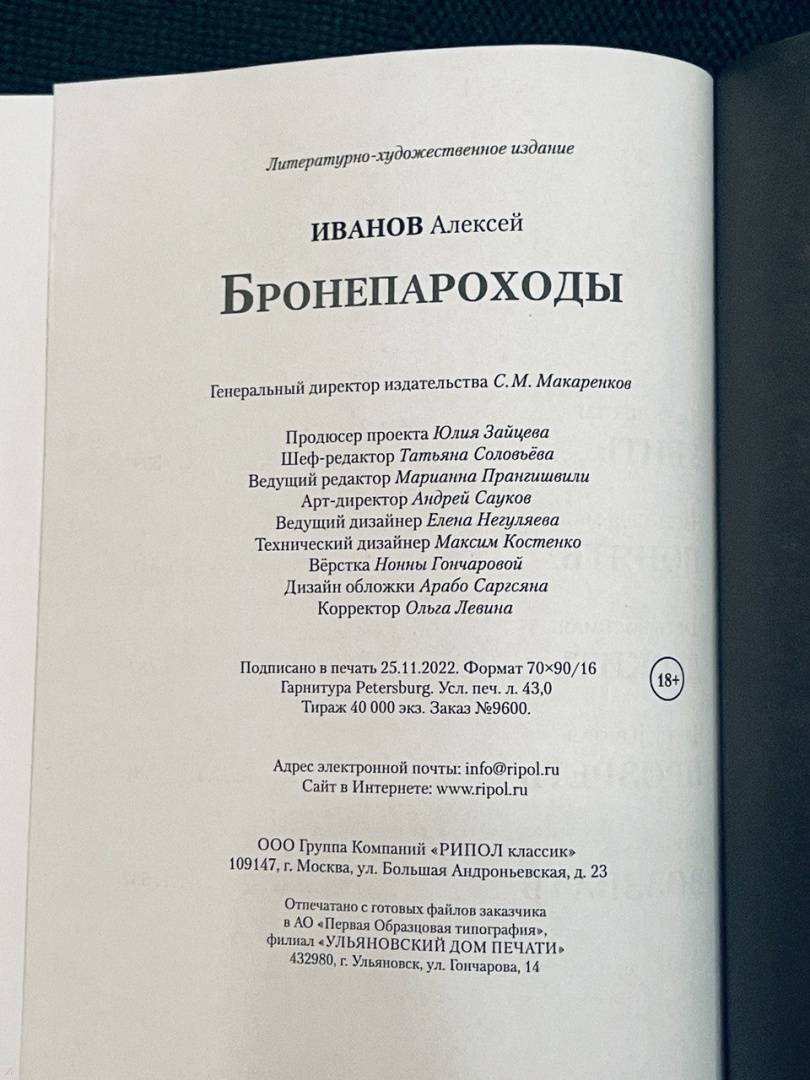 Литературно-художественное издание
ИВАНОВ Алексей
БРОНЕПАРОХОДЫ
Генеральный директор издательства С. М. Макаренков
Продюсер проекта Юлия Зайцева
Шеф-редактор Татьяна Соловьёва
Ведущий редактор Марианна Прангишвили
Арт-директор Андрей Сауков
Ведущий дизайнер Елена Негуляева
Технический дизайнер Максим Костенко
Вёрстка Нонны Гончаровой
Дизайн обложки Арабо Саргсяна
Корректор Ольга Левина
Подписано в печать 25.11.2022. Формат 70×90/16
Гарнитура Petersburg. Усл. печ. л. 43,0
Тираж 40 000 экз. Заказ №9600.
18+
Адрес электронной почты: info@ripol.ru
Сайт в Интернете: www.ripol.ru
ООО Группа Компаний «РИПОЛ классик»
109147, г. Москва, ул. Большая Андроньевская, д. 23
Отпечатано с готовых файлов заказчика
в АО «Первая Образцовая типография»,
филиал «УЛЬЯНОВСКИЙ ДОМ ПЕЧАТИ»
432980, г. Ульяновск, ул. Гончарова, 14